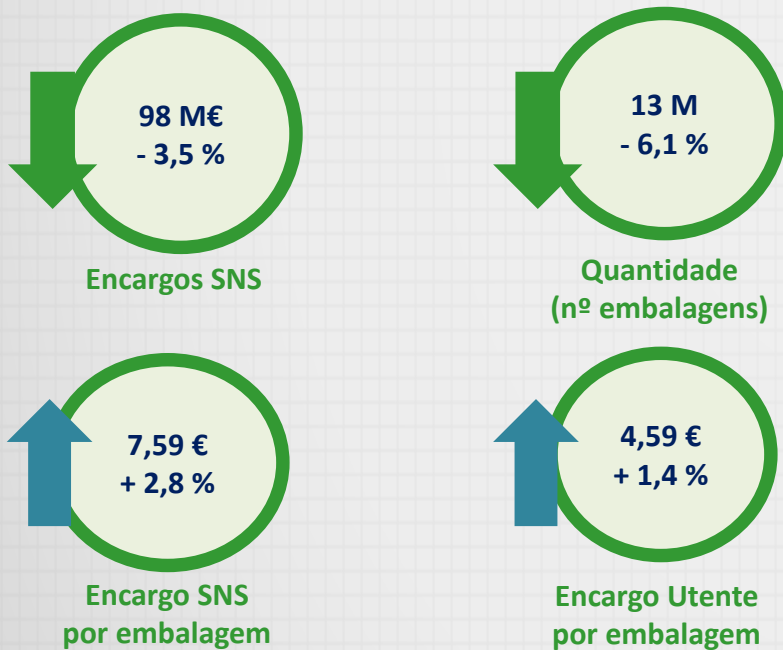 98 M€
- 3,5 %
Encargos SNS
13 M
- 6,1 %
Quantidade
(nº embalagens)
7,59 €
+ 2,8 %
Encargo SNS
por embalagem
4,59 €
+ 1,4 %
Encargo Utente
por embalagem